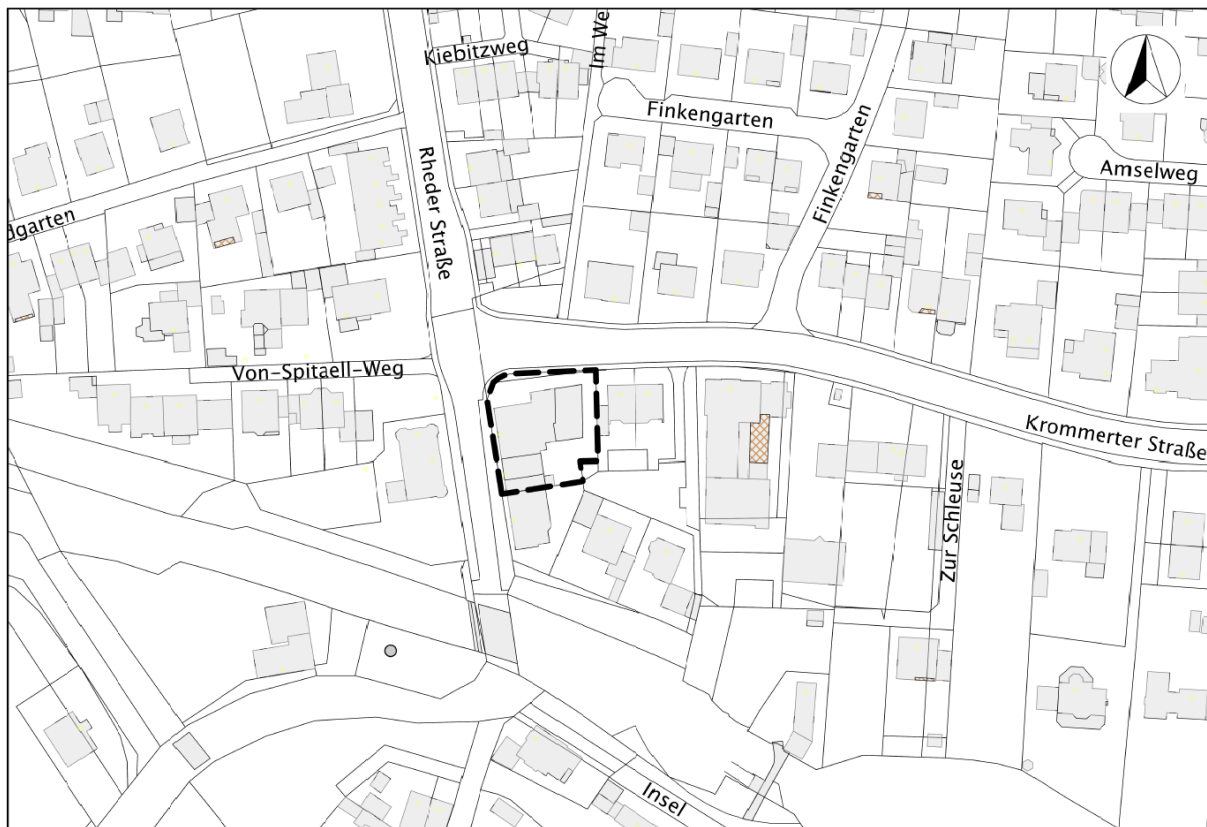 Kiebitzweg
Im We
Finkengarten
Finkengarten
Amselweg
Rheder Straße
dgarten
Von-Spitaell-Weg
Krommerter Straße
Zur Schleuse
Insel